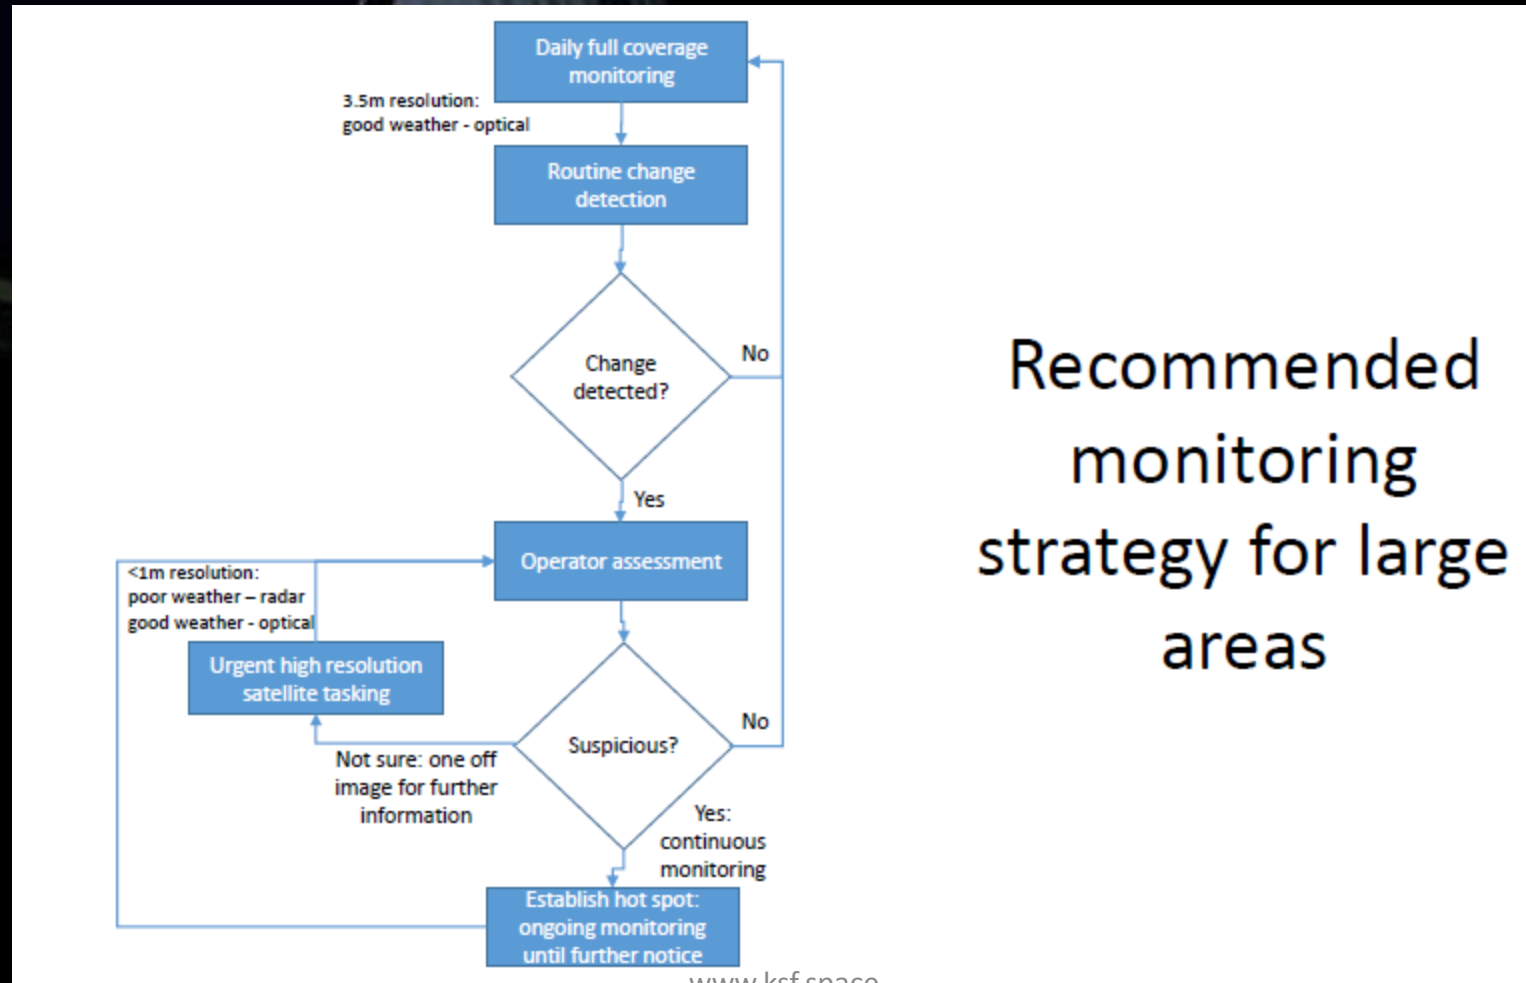 Daily full coverage
monitoring
3.5m resolution:
good weather - optical
Routine change
detection
Change
detected?
No
Yes
Operator assessment
<1m resolution:
poor weather – radar
good weather - optical
Urgent high resolution
satellite tasking
Suspicious?
No
Not sure: one off
image for further
information
Yes:
continuous
monitoring
Establish hot spot:
ongoing monitoring
until further notice
Recommended
monitoring
strategy for large
areas
www.ksf.space